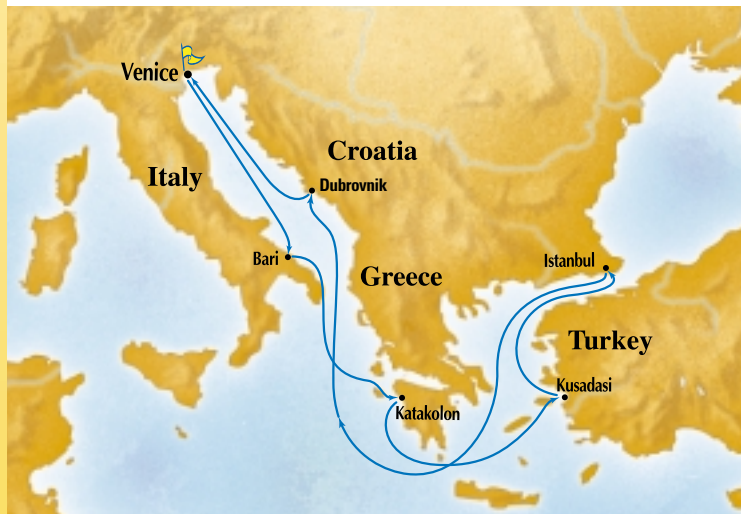 Venice
Croatia
Italy
Dubrovnik
Bari
Istanbul
Greece
Turkey
Kusadasi
Katakolon